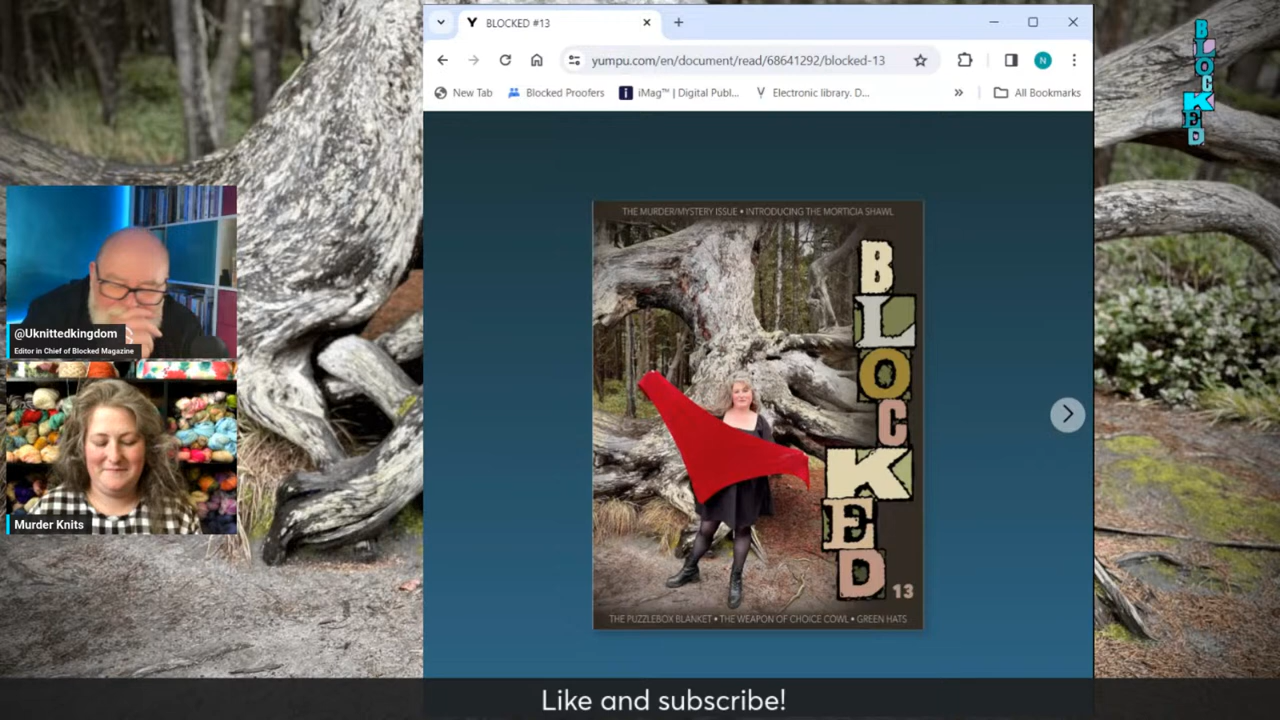 BLOCKED #13
yumpu.com/en/document/read/68641292/blocked-13
N
New Tab
Blocked Proofers
iMag™ | Digital Publ...
Electronic library. D...
»
All Bookmarks
BLOCKED
THE MURDER/MYSTERY ISSUE • INTRODUCING THE MORTICIA SHAWL
BLOCKED
13
THE PUZZLEBOX BLANKET • THE WEAPON OF CHOICE COWL • GREEN HATS
@Uknittedkingdom
Editor in Chief of Blocked Magazine
Murder Knits
Like and subscribe!